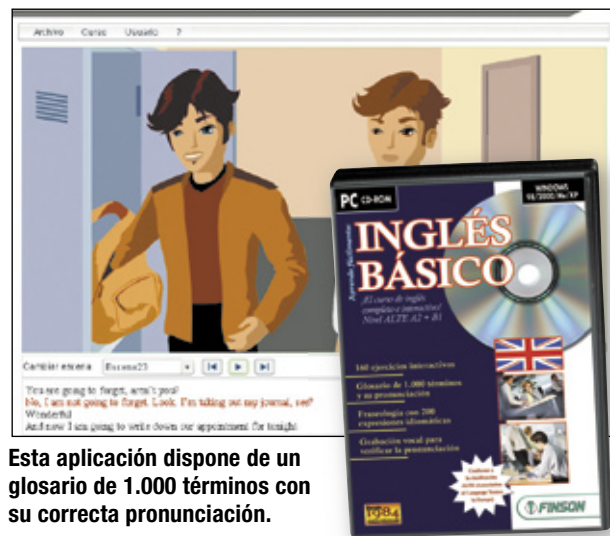 Archivo Curso Usuario ?
Cambiar escena Escena23
You are going to forget, aren't you?
No, I am not going to forget. Look. I'm taking out my journal, see?
Wonderful
And now I am going to write down our appointment for tonight
Esta aplicación dispone de un
glosario de 1.000 términos con
su correcta pronunciación.
PC CD-ROM
WINDOWS
98/2000/Me/XP
Aprende fácilmente
INGLÉS
BÁSICO
¡El curso de inglés
completo e interactivo!
Nivel ALTE A2 + B1
160 ejercicios interactivos
Glosario de 1.000 términos
y su pronunciación
Fraseología con 200
expresiones idiomáticas
Grabación vocal para
verificar la pronunciación
1984
FINSON